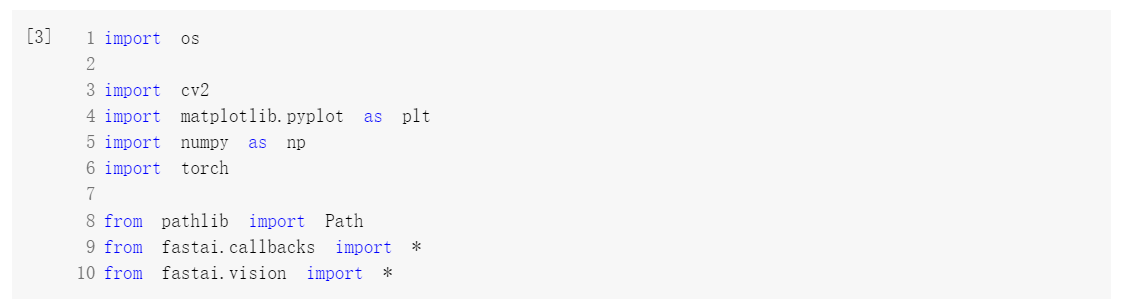 [3] 1 import os
2
3 import cv2
4 import matplotlib.pyplot as plt
5 import numpy as np
6 import torch
7
8 from pathlib import Path
9 from fastai.callbacks import *
10 from fastai.vision import *